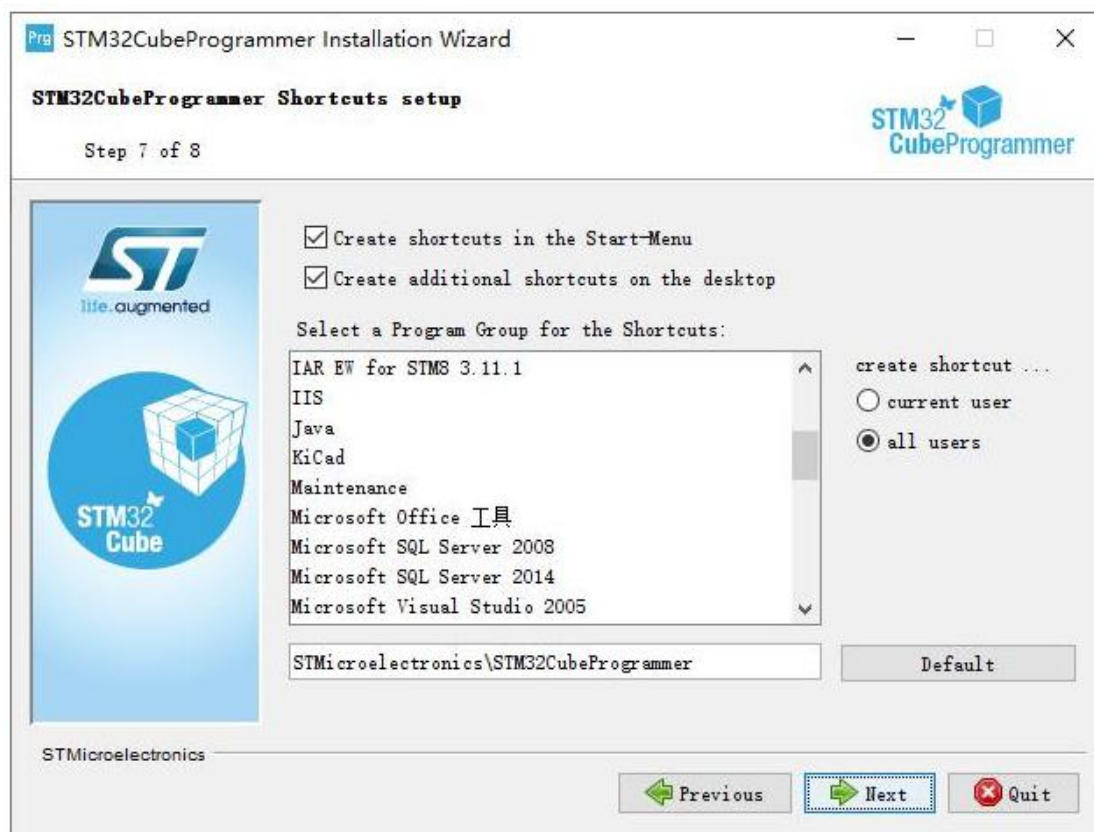 Prg STM32CubeProgrammer Installation Wizard
STM32CubeProgrammer Shortcuts setup
Step 7 of 8
STM32
CubeProgrammer
ST
life.augmented
STM32
Cube
Create shortcuts in the Start-Menu
Create additional shortcuts on the desktop
Select a Program Group for the Shortcuts:
IAR EW for STM8 3.11.1
IIS
Java
KiCad
Maintenance
Microsoft Office 工具
Microsoft SQL Server 2008
Microsoft SQL Server 2014
Microsoft Visual Studio 2005
create shortcut ...
current user
all users
STMicroelectronics\STM32CubeProgrammer
Default
STMicroelectronics
Previous
Next
Quit